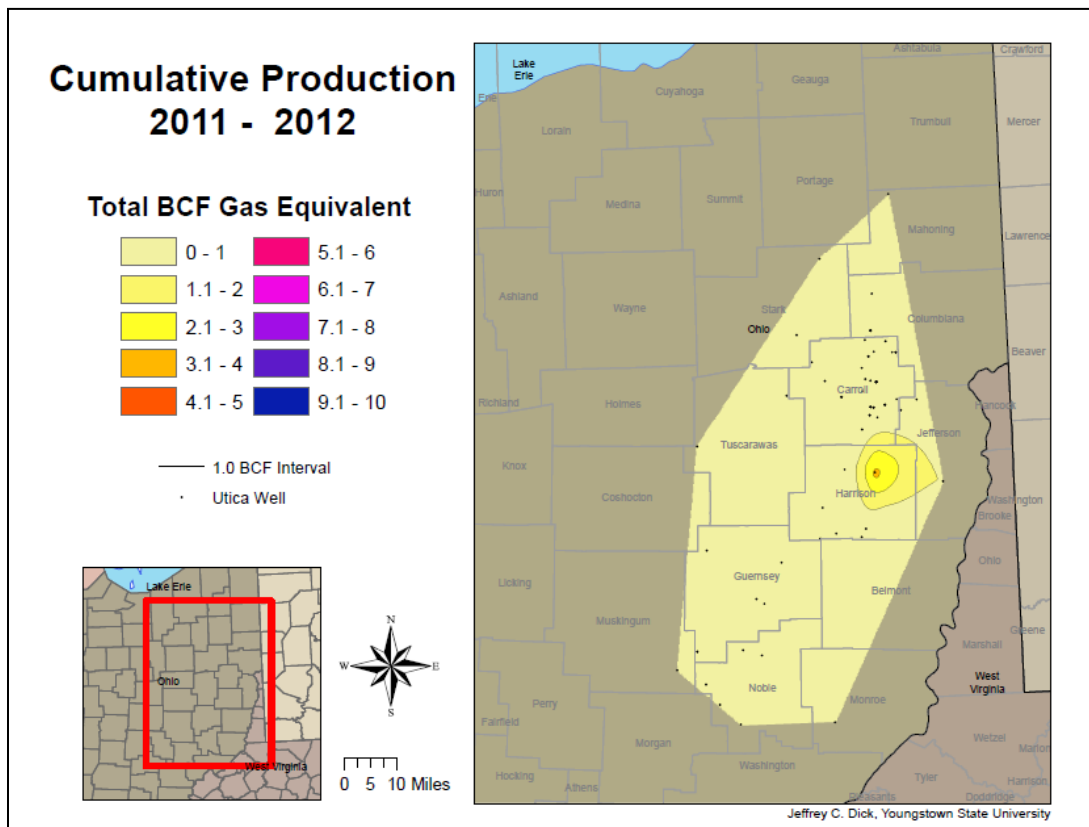 Cumulative Production
2011 - 2012
Total BCF Gas Equivalent
0 - 1
1.1 - 2
2.1 - 3
3.1 - 4
4.1 - 5
5.1 - 6
6.1 - 7
7.1 - 8
8.1 - 9
9.1 - 10
1.0 BCF Interval
Utica Well
Lake Erie
Ohio
West Virginia
N
W
E
S
0 5 10 Miles
Lake
Erie
Ashtabula
Crawford
Erie
Cuyahoga
Geauga
Lorain
Trumbull
Mercer
Huron
Medina
Summit
Portage
Mahoning
Lawrence
Ashland
Wayne
Stark
Ohio
Columbiana
Beaver
Richland
Holmes
Carroll
Hancock
Tuscarawas
Jefferson
Knox
Coshocton
Harrison
Washington
Brooke
Ohio
Licking
Guernsey
Belmont
Muskingum
Greene
Marshall
West
Virginia
Perry
Noble
Monroe
Fairfield
Morgan
Wetzel
Marion
Washington
Hocking
Athens
Tyler
Harrison
Pleasants
Doddridge
Jeffrey C. Dick, Youngstown State University